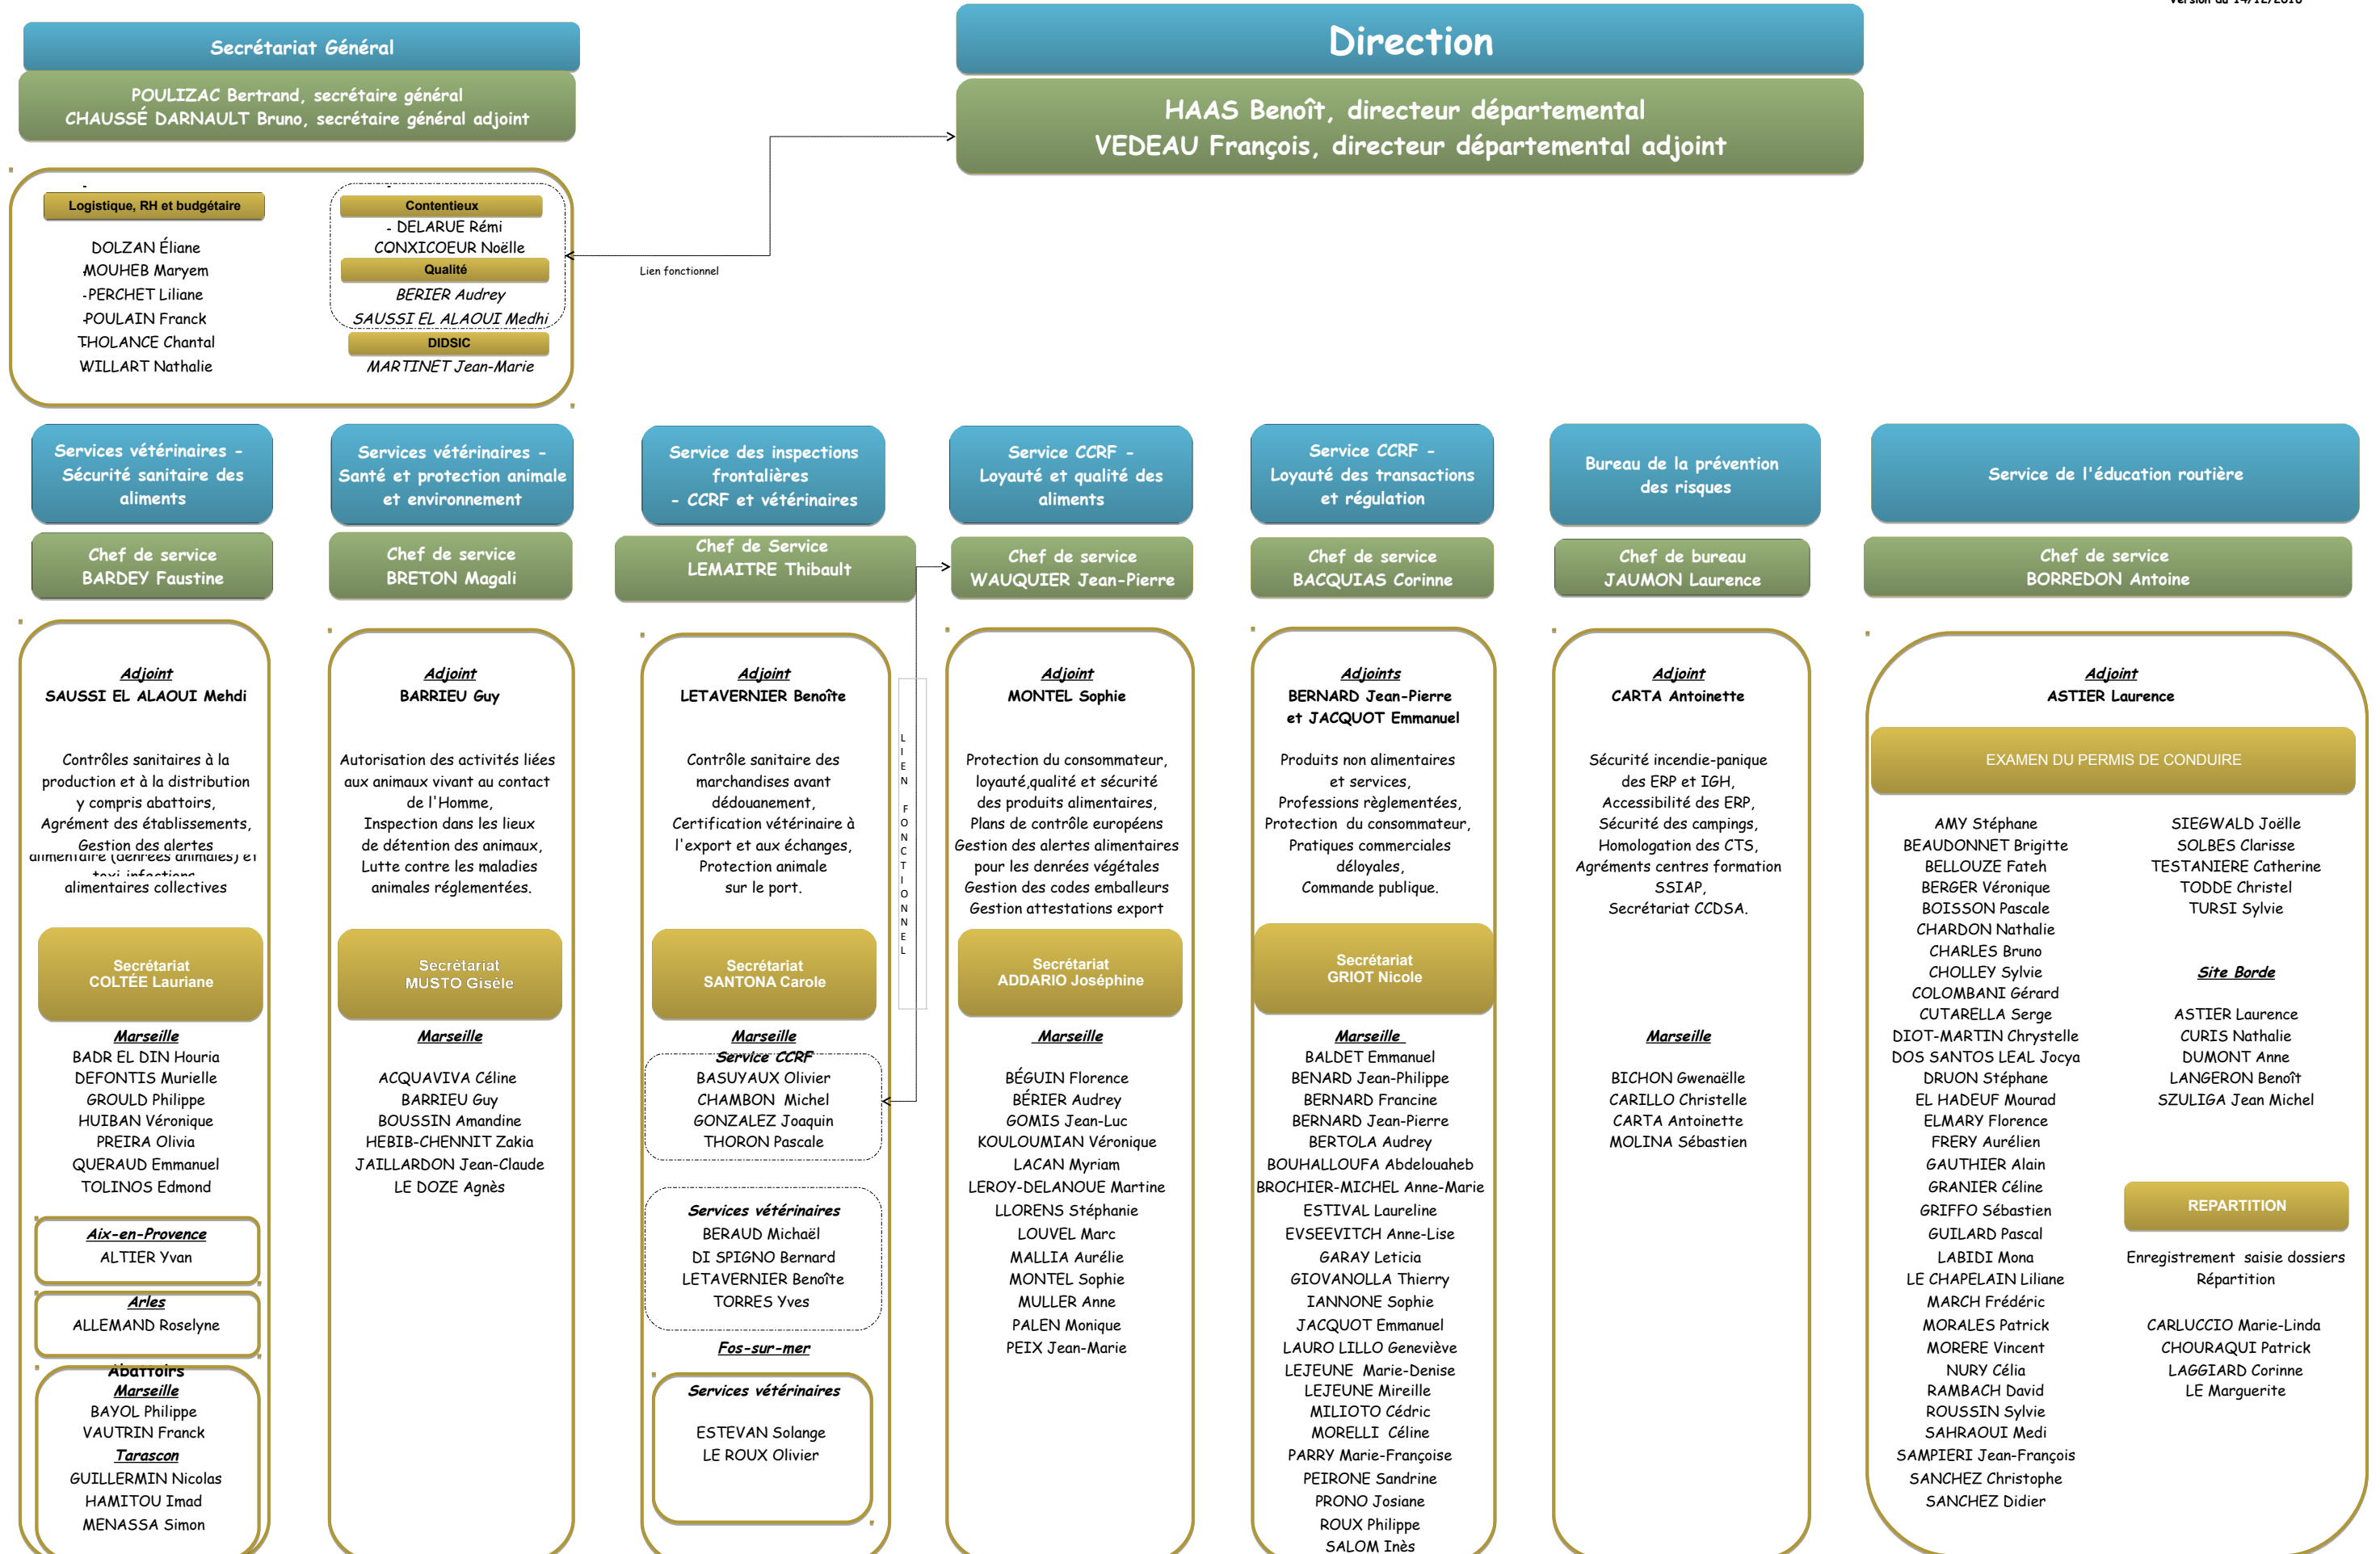 Version du 14/12/2016
Secrétariat Général
POULIZAC Bertrand, secrétaire général
CHAUSSÉ DARNAULT Bruno, secrétaire général adjoint
Direction
HAAS Benoît, directeur départemental
VEDEAU François, directeur départemental adjoint
Logistique, RH et budgétaire
DOLZAN Éliane
-MOUHEB Maryem
-PERCHET Liliane
-POULAIN Franck
THOLANCE Chantal
WILLART Nathalie
Contentieux
- DELARUE Rémi
CONXICOEUR Noëlle
Qualité
BERIER Audrey
SAUSSI EL ALAOUI Medhi
DIDSIC
MARTINET Jean-Marie
Lien fonctionnel
Services vétérinaires -
Sécurité sanitaire des
aliments
Chef de service
BARDEY Faustine
Adjoint
SAUSSI EL ALAOUI Mehdi
Contrôles sanitaires à la
production et à la distribution
y compris abattoirs,
Agrément des établissements,
Gestion des alertes
alimentaire (denrées animales) et
toxi-infections
alimentaires collectives
Secrétariat
COLTÉE Lauriane
Marseille
BADR EL DIN Houria
DEFONTIS Murielle
GROULD Philippe
HUIBAN Véronique
PREIRA Olivia
QUERAUD Emmanuel
TOLINOS Edmond
Aix-en-Provence
ALTIER Yvan
Arles
ALLEMAND Roselyne
Abattoirs
Marseille
BAYOL Philippe
VAUTRIN Franck
Tarascon
GUILLERMIN Nicolas
HAMITOU Imad
MENASSA Simon
Services vétérinaires -
Santé et protection animale
et environnement
Chef de service
BRETON Magali
Adjoint
BARRIEU Guy
Autorisation des activités liées
aux animaux vivant au contact
de l'Homme,
Inspection dans les lieux
de détention des animaux,
Lutte contre les maladies
animales réglementées.
Secrétariat
MUSTO Gisèle
Marseille
ACQUAVIVA Céline
BARRIEU Guy
BOUSSIN Amandine
HEBIB-CHENNIT Zakia
JAILLARDON Jean-Claude
LE DOZE Agnès
Service des inspections
frontalières
- CCRF et vétérinaires
Chef de Service
LEMAITRE Thibault
Adjoint
LETAVERNIER Benoîte
Contrôle sanitaire des
marchandises avant
dédouanement,
Certification vétérinaire à
l'export et aux échanges,
Protection animale
sur le port.
Secrétariat
SANTONA Carole
Marseille
Service CCRF
BASUYAUX Olivier
CHAMBON Michel
GONZALEZ Joaquin
THORON Pascale
Services vétérinaires
BERAUD Michaël
DI SPIGNO Bernard
LETAVERNIER Benoîte
TORRES Yves
Fos-sur-mer
Services vétérinaires
ESTEVAN Solange
LE ROUX Olivier
LIEN FONCTIONNEL
Service CCRF -
Loyauté et qualité des
aliments
Chef de service
WAUQUIER Jean-Pierre
Adjoint
MONTEL Sophie
Protection du consommateur,
loyauté,qualité et sécurité
des produits alimentaires,
Plans de contrôle européens
Gestion des alertes alimentaires
pour les denrées végétales
Gestion des codes emballeurs
Gestion attestations export
Secrétariat
ADDARIO Joséphine
Marseille
BÉGUIN Florence
BÉRIER Audrey
GOMIS Jean-Luc
KOULOUMIAN Véronique
LACAN Myriam
LEROY-DELANOUE Martine
LLORENS Stéphanie
LOUVEL Marc
MALLIA Aurélie
MONTEL Sophie
MULLER Anne
PALEN Monique
PEIX Jean-Marie
Service CCRF -
Loyauté des transactions
et régulation
Chef de service
BACQUIAS Corinne
Adjoints
BERNARD Jean-Pierre
et JACQUOT Emmanuel
Produits non alimentaires
et services,
Professions règlementées,
Protection du consommateur,
Pratiques commerciales
déloyales,
Commande publique.
Secrétariat
GRIOT Nicole
Marseille
BALDET Emmanuel
BENARD Jean-Philippe
BERNARD Francine
BERNARD Jean-Pierre
BERTOLA Audrey
BOUHALLOUFA Abdelouaheb
BROCHIER-MICHEL Anne-Marie
ESTIVAL Laureline
EVSEEVITCH Anne-Lise
GARAY Leticia
GIOVANOLLA Thierry
IANNONE Sophie
JACQUOT Emmanuel
LAURO LILLO Geneviève
LEJEUNE Marie-Denise
LEJEUNE Mireille
MILIOTO Cédric
MORELLI Céline
PARRY Marie-Françoise
PEIRONE Sandrine
PRONO Josiane
ROUX Philippe
SALOM Inès
Bureau de la prévention
des risques
Chef de bureau
JAUMON Laurence
Adjoint
CARTA Antoinette
Sécurité incendie-panique
des ERP et IGH,
Accessibilité des ERP,
Sécurité des campings,
Homologation des CTS,
Agréments centres formation
SSIAP,
Secrétariat CCDSA.
Marseille
BICHON Gwenaëlle
CARILLO Christelle
CARTA Antoinette
MOLINA Sébastien
Service de l'éducation routière
Chef de service
BORREDON Antoine
Adjoint
ASTIER Laurence
EXAMEN DU PERMIS DE CONDUIRE
AMY Stéphane
BEAUDONNET Brigitte
BELLOUZE Fateh
BERGER Véronique
BOISSON Pascale
CHARDON Nathalie
CHARLES Bruno
CHOLLEY Sylvie
COLOMBANI Gérard
CUTARELLA Serge
DIOT-MARTIN Chrystelle
DOS SANTOS LEAL Jocya
DRUON Stéphane
EL HADEUF Mourad
ELMARY Florence
FRERY Aurélien
GAUTHIER Alain
GRANIER Céline
GRIFFO Sébastien
GUILARD Pascal
LABIDI Mona
LE CHAPELAIN Liliane
MARCH Frédéric
MORALES Patrick
MORERE Vincent
NURY Célia
RAMBACH David
ROUSSIN Sylvie
SAHRAOUI Medi
SAMPIERI Jean-François
SANCHEZ Christophe
SANCHEZ Didier
SIEGWALD Joëlle
SOLBES Clarisse
TESTANIERE Catherine
TODDE Christel
TURSI Sylvie
Site Borde
ASTIER Laurence
CURIS Nathalie
DUMONT Anne
LANGERON Benoît
SZULIGA Jean Michel
REPARTITION
Enregistrement saisie dossiers
Répartition
CARLUCCIO Marie-Linda
CHOURAQUI Patrick
LAGGIARD Corinne
LE Marguerite